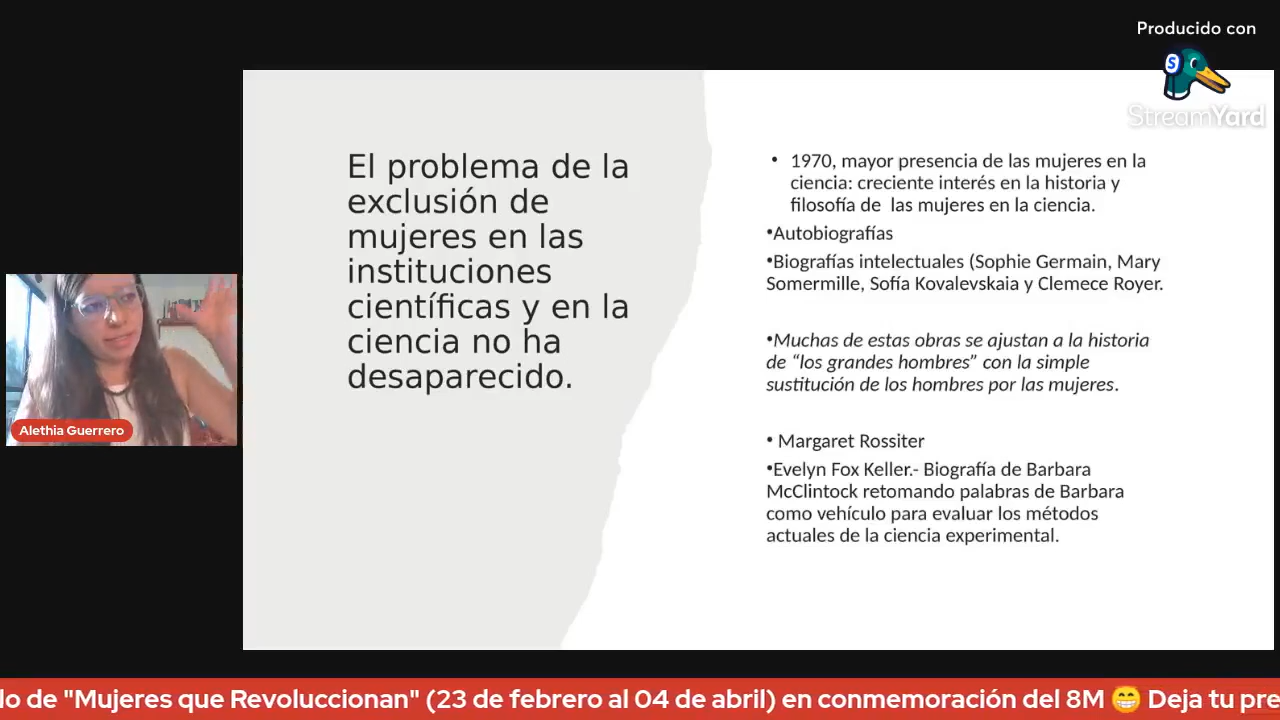 Producido con
StreamYard
El problema de la
exclusión de
mujeres en las
instituciones
científicas y en la
ciencia no ha
desaparecido.
• 1970, mayor presencia de las mujeres en la
ciencia: creciente interés en la historia y
filosofía de  las mujeres en la ciencia.
•Autobiografías
•Biografías intelectuales (Sophie Germain, Mary
Somermille, Sofía Kovalevskaia y Clemece Royer.
•Muchas de estas obras se ajustan a la historia
de “los grandes hombres” con la simple
sustitución de los hombres por las mujeres.
• Margaret Rossiter
•Evelyn Fox Keller.- Biografía de Barbara
McClintock retomando palabras de Barbara
como vehículo para evaluar los métodos
actuales de la ciencia experimental.
Alethia Guerrero
de "Mujeres que Revoluccionan" (23 de febrero al 04 de abril) en conmemoración del 8M 😁 Deja tu